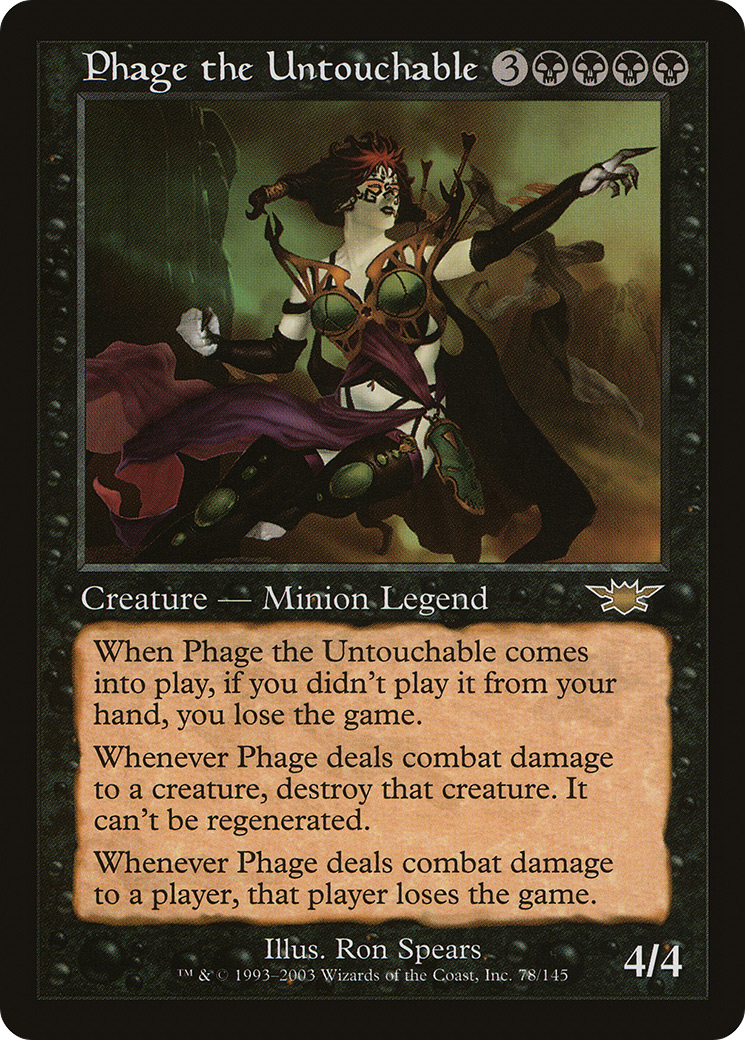 Phage the Untouchable 3
Creature — Minion Legend
When Phage the Untouchable comes
into play, if you didn't play it from your
hand, you lose the game.
Whenever Phage deals combat damage
to a creature, destroy that creature. It
can't be regenerated.
Whenever Phage deals combat damage
to a player, that player loses the game.
Illus. Ron Spears
™ & © 1993–2003 Wizards of the Coast, Inc. 78/145
4/4